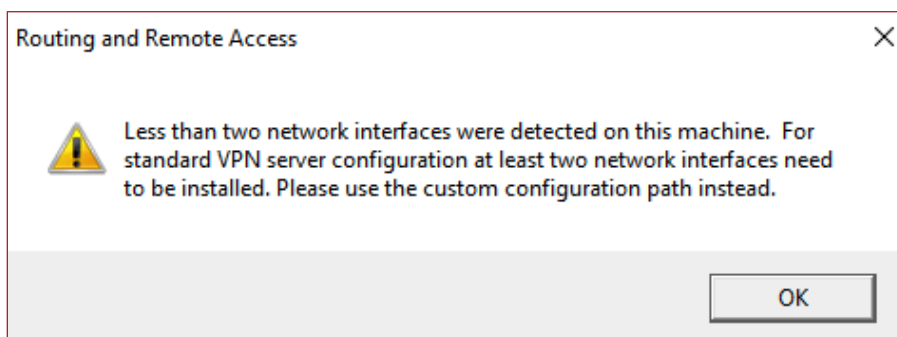 Routing and Remote Access
Less than two network interfaces were detected on this machine. For
standard VPN server configuration at least two network interfaces need
to be installed. Please use the custom configuration path instead.
OK